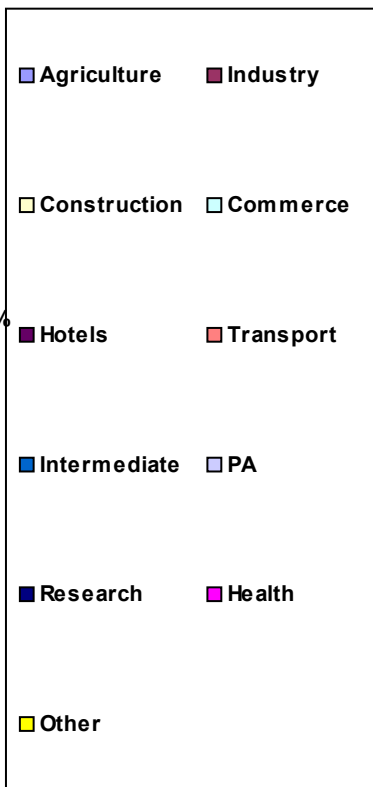 Agriculture Industry
Construction Commerce
%
Hotels Transport
Intermediate PA
Research Health
Other